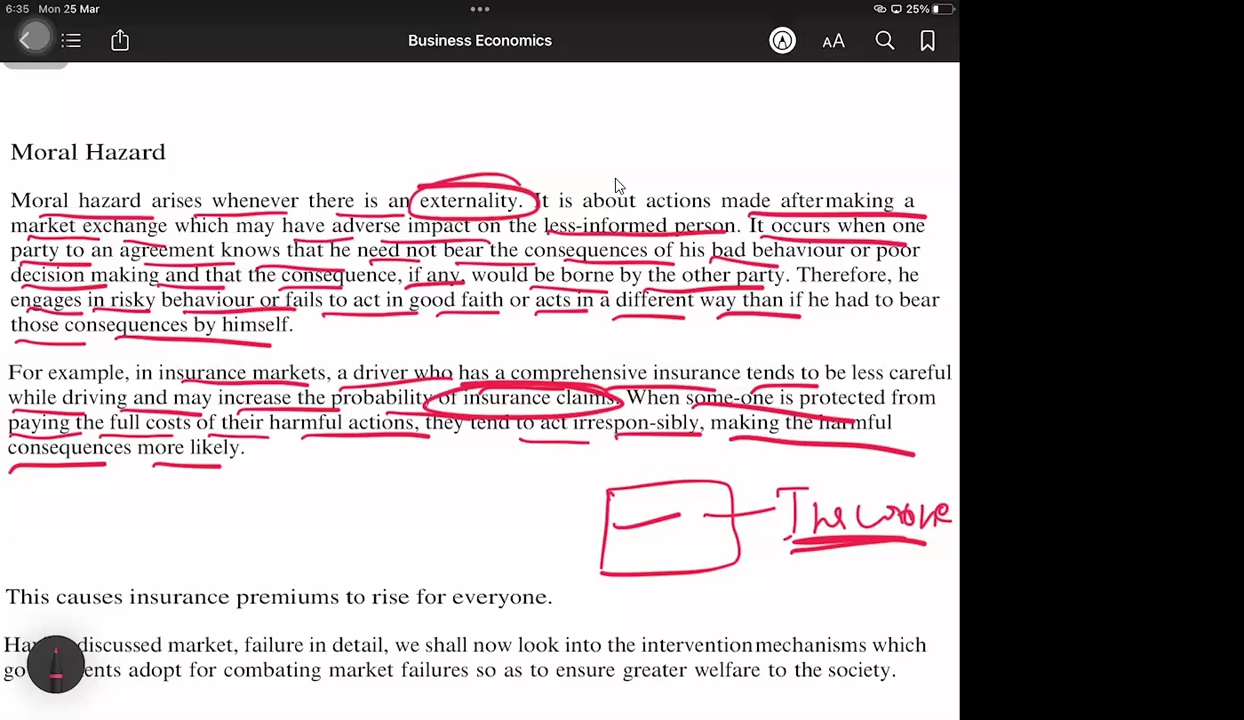 6:35 Mon 25 Mar
25%
Business Economics
AA
Moral Hazard
Moral hazard arises whenever there is an externality. It is about actions made after making a
market exchange which may have adverse impact on the less-informed person. It occurs when one
party to an agreement knows that he need not bear the consequences of his bad behaviour or poor
decision making and that the consequence, if any, would be borne by the other party. Therefore, he
engages in risky behaviour or fails to act in good faith or acts in a different way than if he had to bear
those consequences by himself.
For example, in insurance markets, a driver who has a comprehensive insurance tends to be less careful
while driving and may increase the probability of insurance claims. When some-one is protected from
paying the full costs of their harmful actions, they tend to act irrespon-sibly, making the harmful
consequences more likely.
This causes insurance premiums to rise for everyone.
discussed market, failure in detail, we shall now look into the intervention mechanisms which
adopt for combating market failures so as to ensure greater welfare to the society.